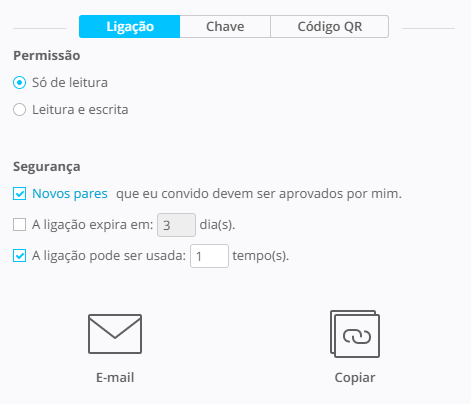 Ligação Chave Código QR
Permissão
Só de leitura
Leitura e escrita
Segurança
Novos pares que eu convido devem ser aprovados por mim.
A ligação expira em: 3 dia(s).
A ligação pode ser usada: 1 tempo(s).
E-mail Copiar